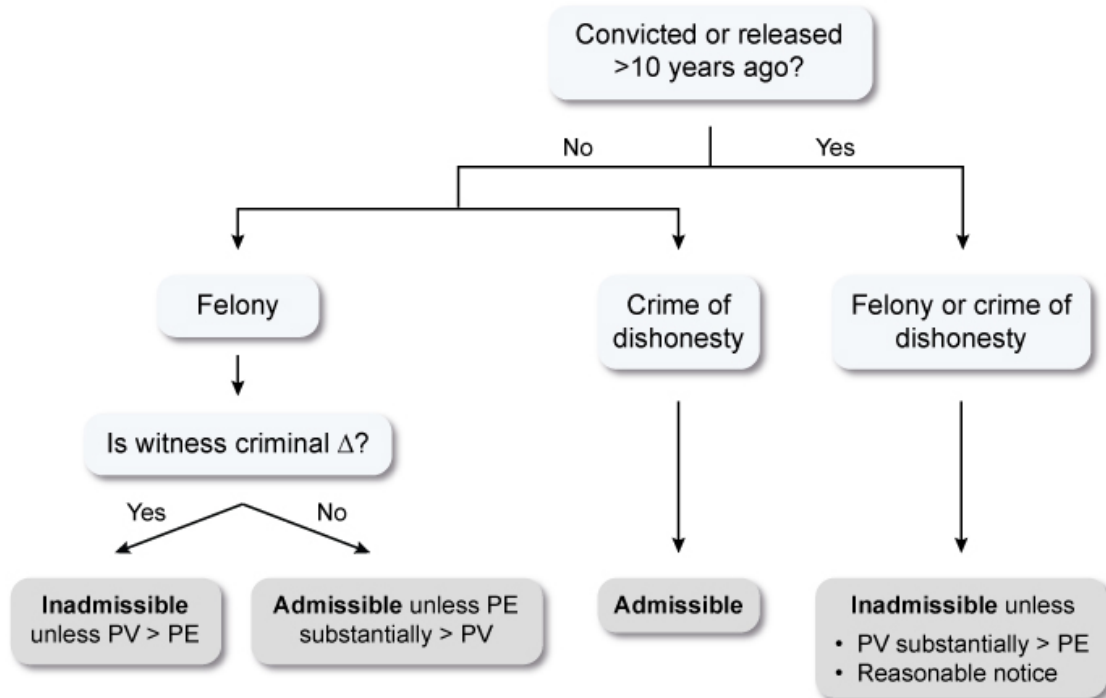 Convicted or released
>10 years ago?
No
Yes
Felony
Crime of
dishonesty
Felony or crime of
dishonesty
Is witness criminal Δ?
Yes
No
Inadmissible
unless PV > PE
Admissible unless PE
substantially > PV
Admissible
Inadmissible unless
• PV substantially > PE
• Reasonable notice